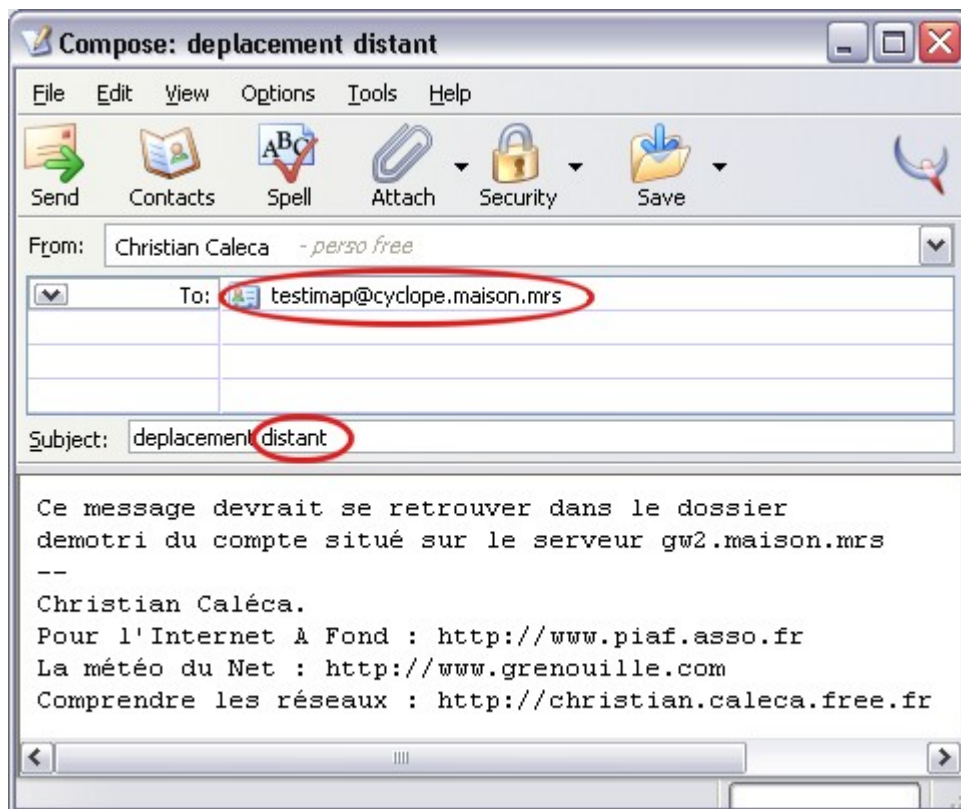 Compose: deplacement distant
File Edit View Options Tools Help
ABC
Send Contacts Spell Attach Security Save
From: Christian Caleca - perso free
To: testimap@cyclope.maison.mrs
Subject: deplacement distant
Ce message devrait se retrouver dans le dossier
demotri du compte situé sur le serveur gw2.maison.mrs
--
Christian Caléca.
Pour l'Internet A Fond : http://www.piaf.asso.fr
La météo du Net : http://www.grenouille.com
Comprendre les réseaux : http://christian.caleca.free.fr